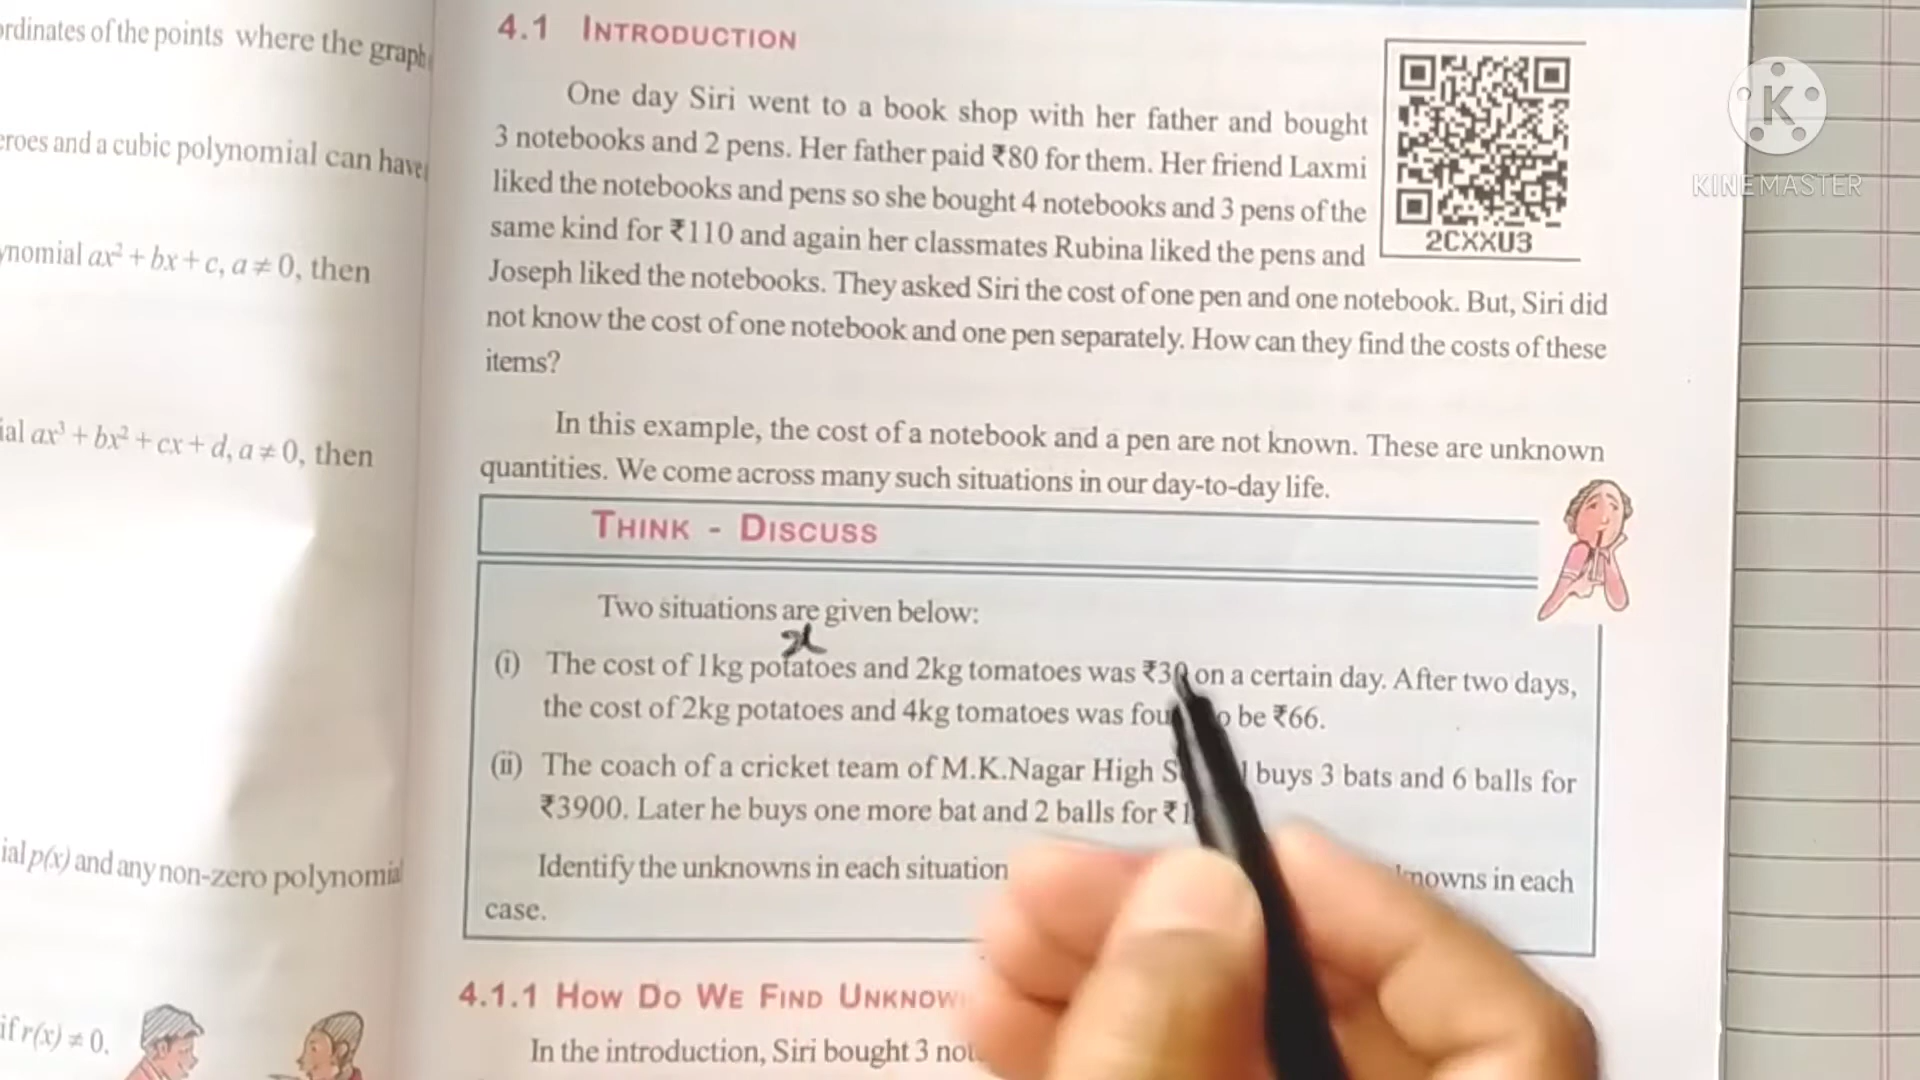 ordinates of the points where the graph
eroes and a cubic polynomial can have
ynomial ax² + bx + c, a ≠ 0, then
ial ax³ + bx² + cx + d, a ≠ 0, then
ial p(x) and any non-zero polynomial
if r(x) ≠ 0.
4.1 INTRODUCTION
One day Siri went to a book shop with her father and bought
3 notebooks and 2 pens. Her father paid ₹80 for them. Her friend Laxmi
liked the notebooks and pens so she bought 4 notebooks and 3 pens of the
same kind for ₹110 and again her classmates Rubina liked the pens and
Joseph liked the notebooks. They asked Siri the cost of one pen and one notebook. But, Siri did
not know the cost of one notebook and one pen separately. How can they find the costs of these
items?
2CXXU3
In this example, the cost of a notebook and a pen are not known. These are unknown
quantities. We come across many such situations in our day-to-day life.
THINK - DISCUSS
Two situations are given below:
x
(i) The cost of 1kg potatoes and 2kg tomatoes was ₹30 on a certain day. After two days,
the cost of 2kg potatoes and 4kg tomatoes was fou o be ₹66.
(ii) The coach of a cricket team of M.K.Nagar High S l buys 3 bats and 6 balls for
₹3900. Later he buys one more bat and 2 balls for ₹1
Identify the unknowns in each situation nowns in each
case.
4.1.1 HOW DO WE FIND UNKNOW
In the introduction, Siri bought 3 not
K
KINEMASTER